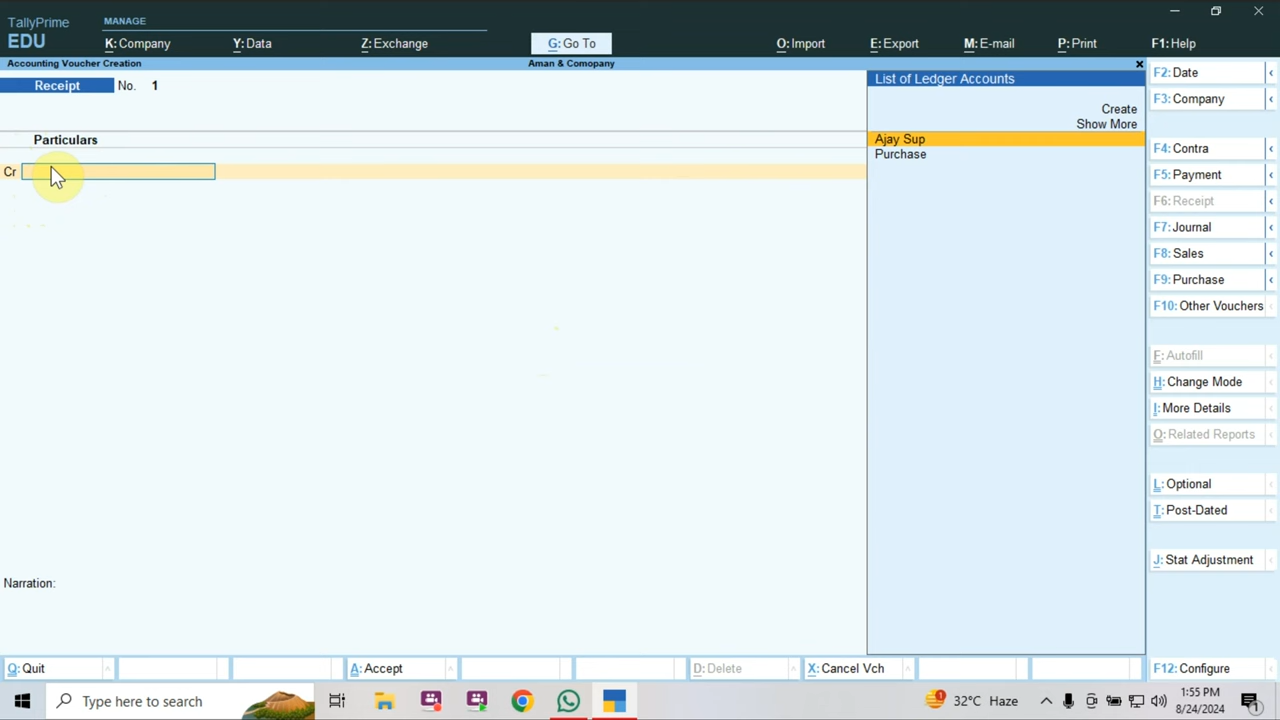 TallyPrime
EDU
MANAGE
K: Company
Y: Data
Z: Exchange
G: Go To
O: Import
E: Export
M: E-mail
P: Print
F1: Help
Accounting Voucher Creation
Aman & Comopany
Receipt No. 1
Particulars
Cr
Narration:
List of Ledger Accounts
Create
Show More
Ajay Sup
Purchase
F2: Date
F3: Company
F4: Contra
F5: Payment
F6: Receipt
F7: Journal
F8: Sales
F9: Purchase
F10: Other Vouchers
F: Autofill
H: Change Mode
I: More Details
O: Related Reports
L: Optional
T: Post-Dated
J: Stat Adjustment
Q: Quit
A: Accept
D: Delete
X: Cancel Vch
F12: Configure
Type here to search
1
32°C Haze
1:55 PM
8/24/2024
1